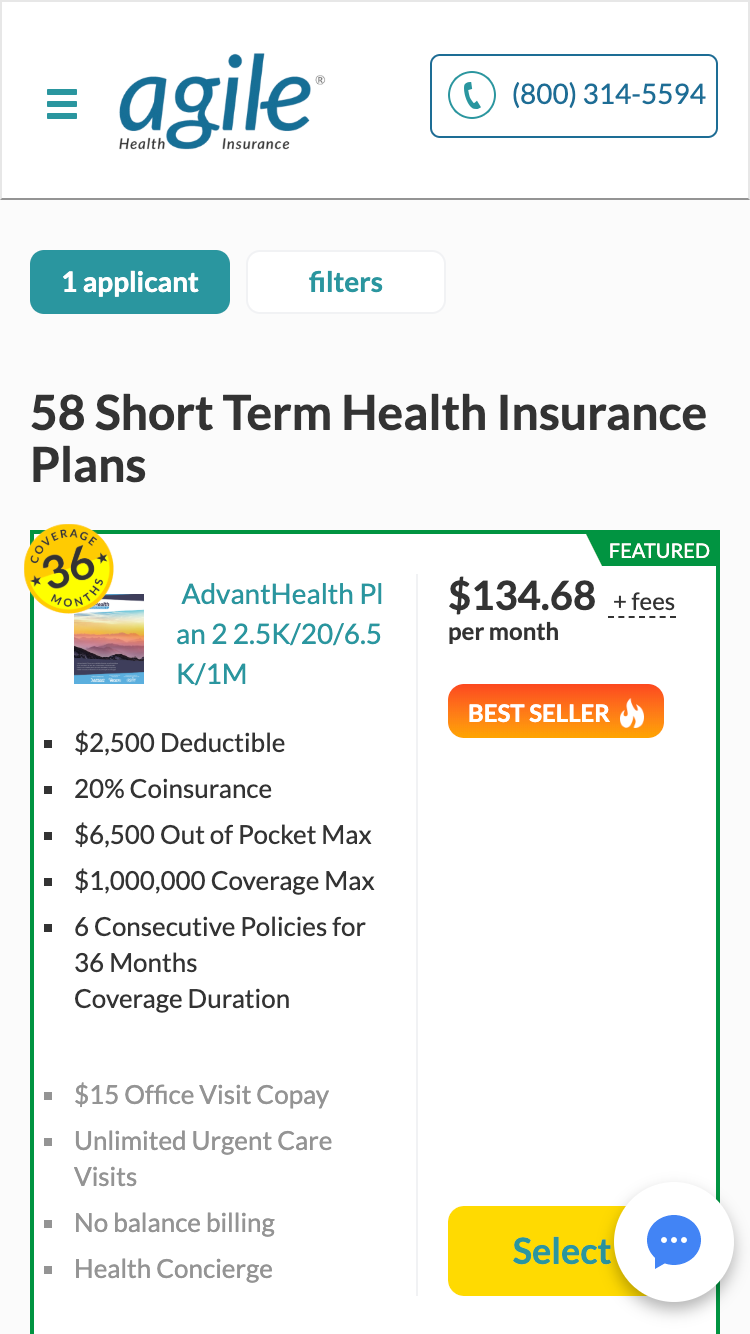 agile®
Health Insurance
(800) 314-5594
1 applicant
filters
58 Short Term Health Insurance
Plans
COVERAGE
36
MONTHS
FEATURED
AdvantHealth Pl
an 2 2.5K/20/6.5
K/1M
$134.68 + fees
per month
BEST SELLER
$2,500 Deductible
20% Coinsurance
$6,500 Out of Pocket Max
$1,000,000 Coverage Max
6 Consecutive Policies for
36 Months
Coverage Duration
$15 Office Visit Copay
Unlimited Urgent Care
Visits
No balance billing
Health Concierge
Select